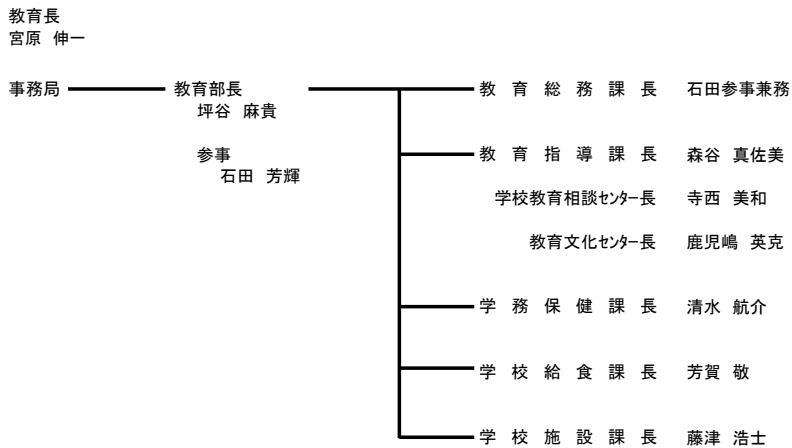 教育長
宮原 伸一
事務局 教育部長 教育総務課長 石田参事兼務
坪谷 麻貴
参事 教育指導課長 森谷 真佐美
石田 芳輝
学校教育相談ｾﾝﾀｰ長 寺西 美和
教育文化ｾﾝﾀｰ長 鹿児嶋 英克
学務保健課長 清水 航介
学校給食課長 芳賀 敬
学校施設課長 藤津 浩士